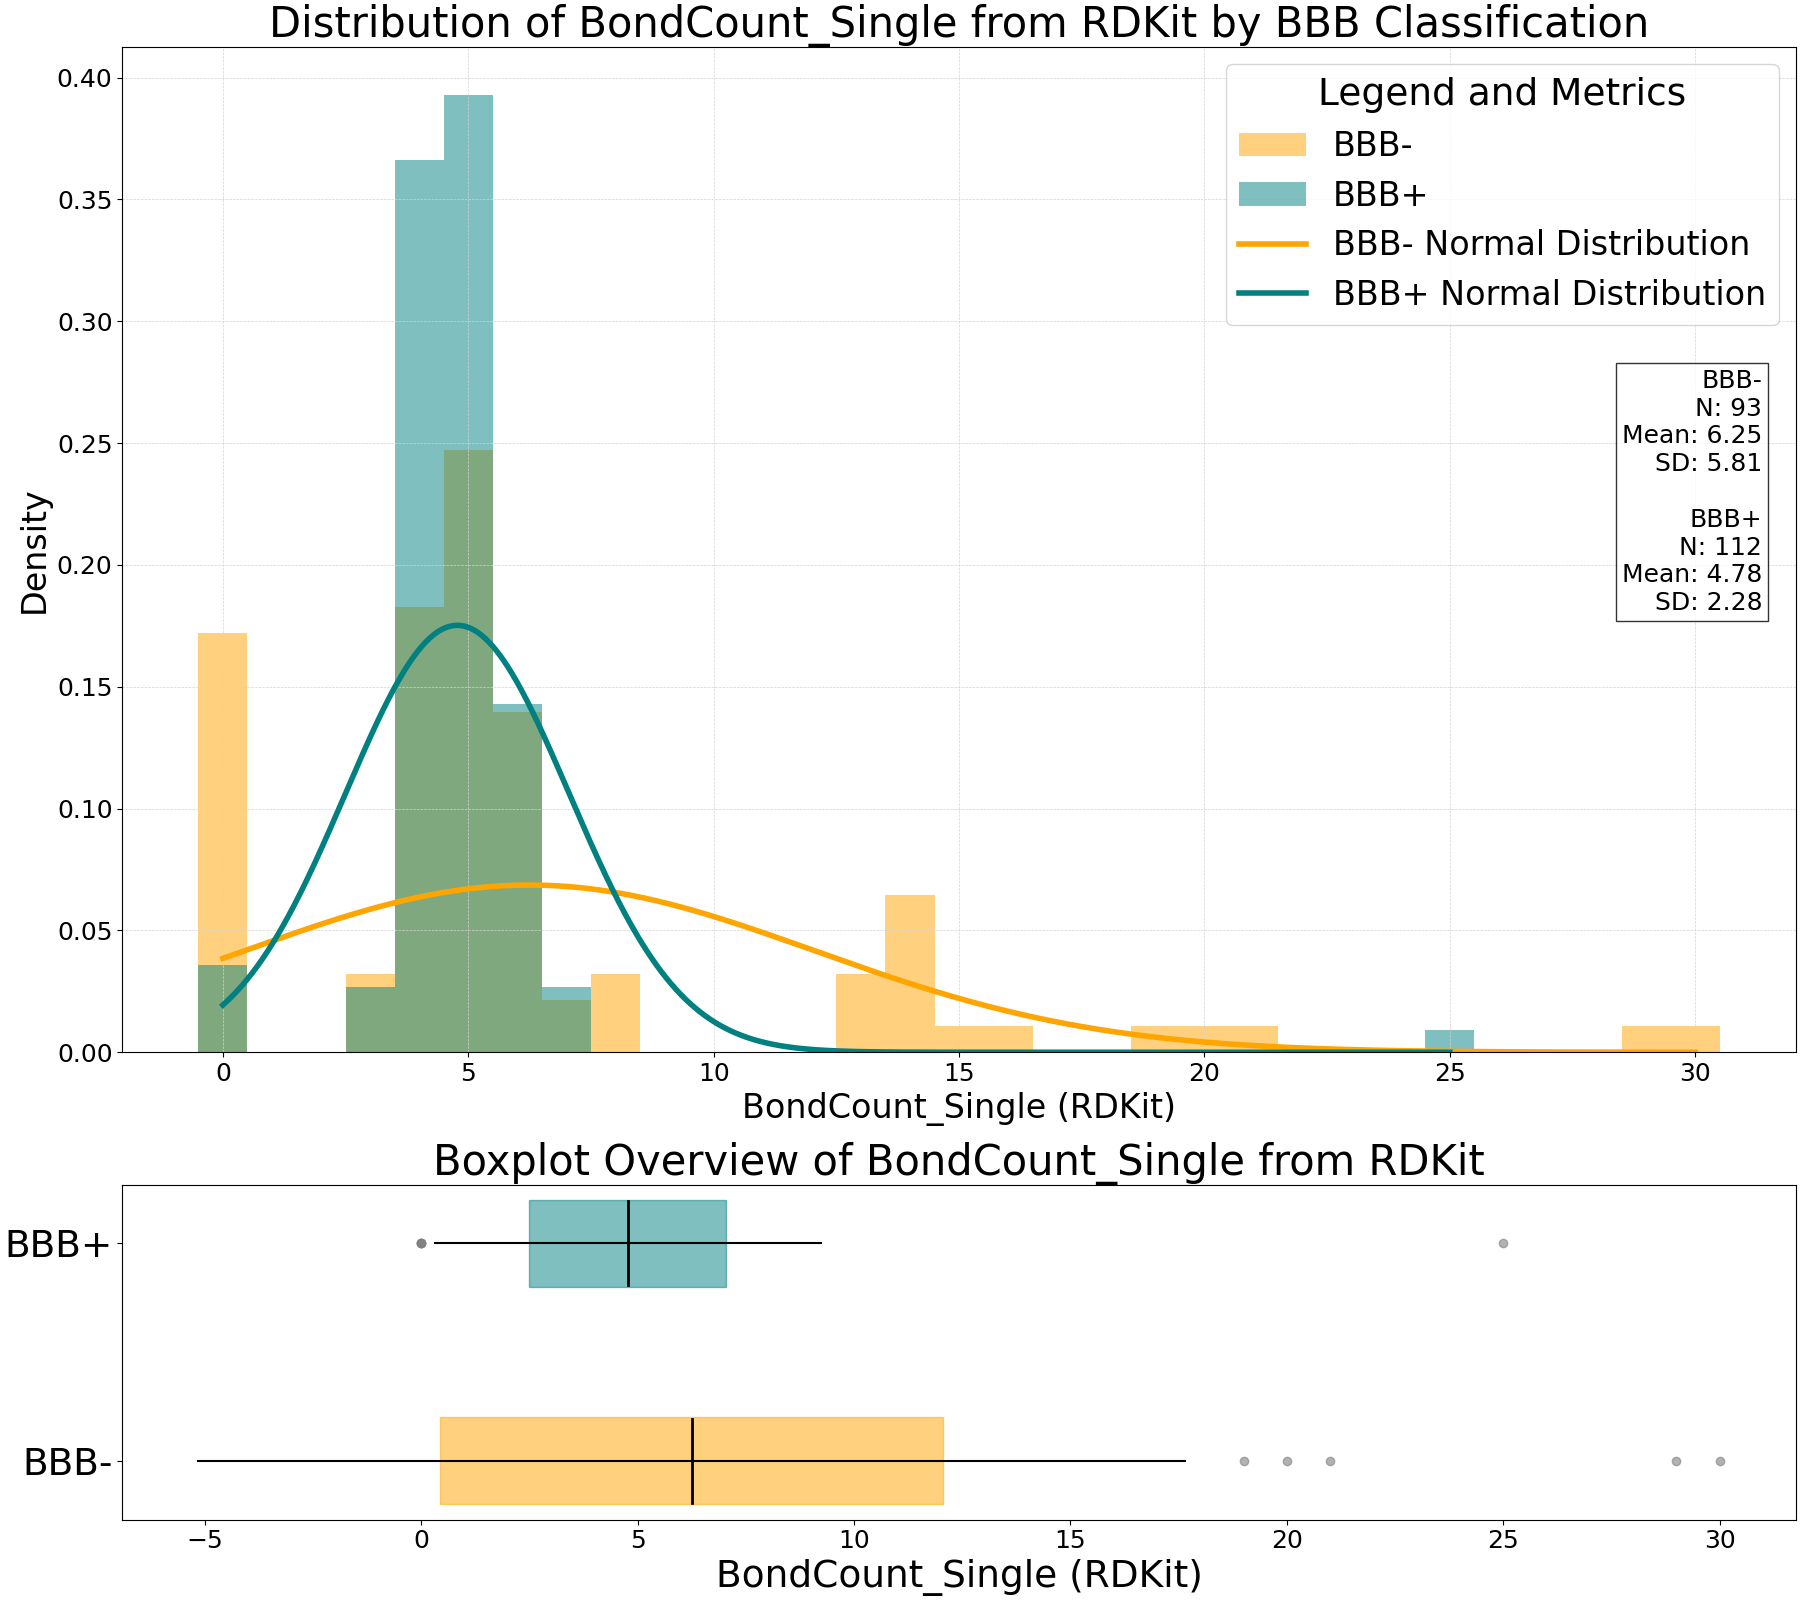 Distribution of BondCount_Single from RDKit by BBB Classification
0.40
0.35
0.30
0.25
0.20
0.15
0.10
0.05
0.00
Density
Legend and Metrics
BBB-
BBB+
BBB- Normal Distribution
BBB+ Normal Distribution
BBB-
N: 93
Mean: 6.25
SD: 5.81
BBB+
N: 112
Mean: 4.78
SD: 2.28
0 5 10 15 20 25 30
BondCount_Single (RDKit)
Boxplot Overview of BondCount_Single from RDKit
BBB+
BBB-
−5 0 5 10 15 20 25 30
BondCount_Single (RDKit)